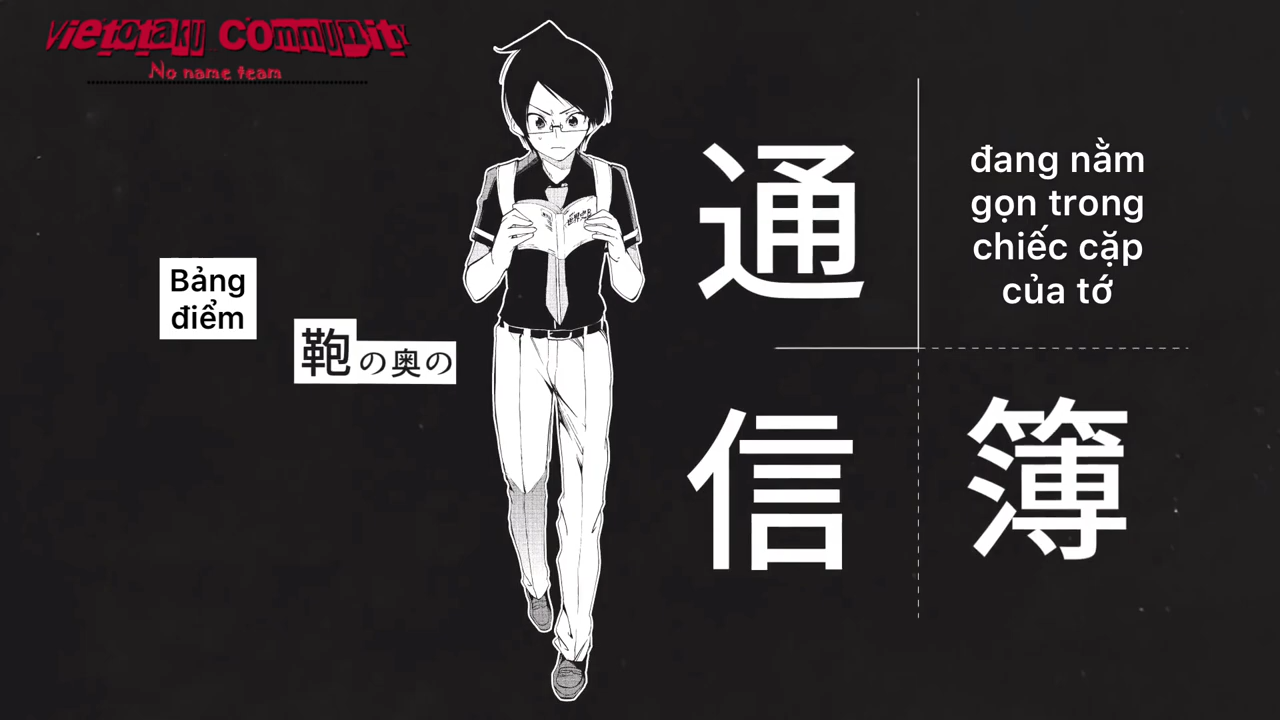 Vietotaku community
No name team
Bảng
điểm
鞄の奥の
通
信
簿
đang nằm
gọn trong
chiếc cặp
của tớ